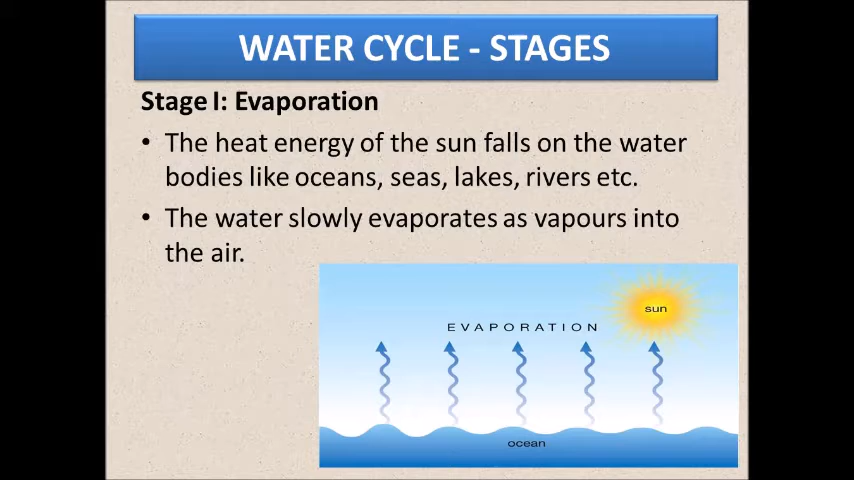 WATER CYCLE - STAGES
Stage I: Evaporation
• The heat energy of the sun falls on the water
bodies like oceans, seas, lakes, rivers etc.
• The water slowly evaporates as vapours into
the air.
sun
EVAPORATION
ocean